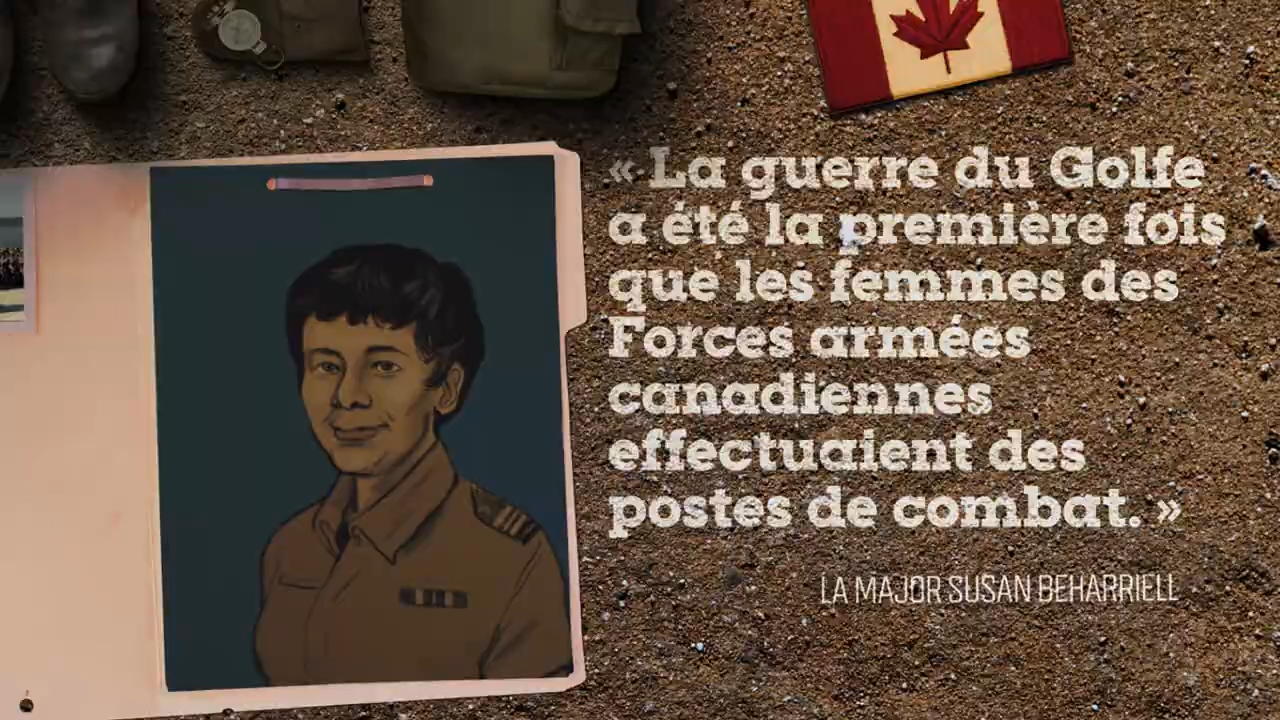 « La guerre du Golfe
a été la première fois
que les femmes des
Forces armées
canadiennes
effectuaient des
postes de combat. »
LA MAJOR SUSAN BEHARRIELL